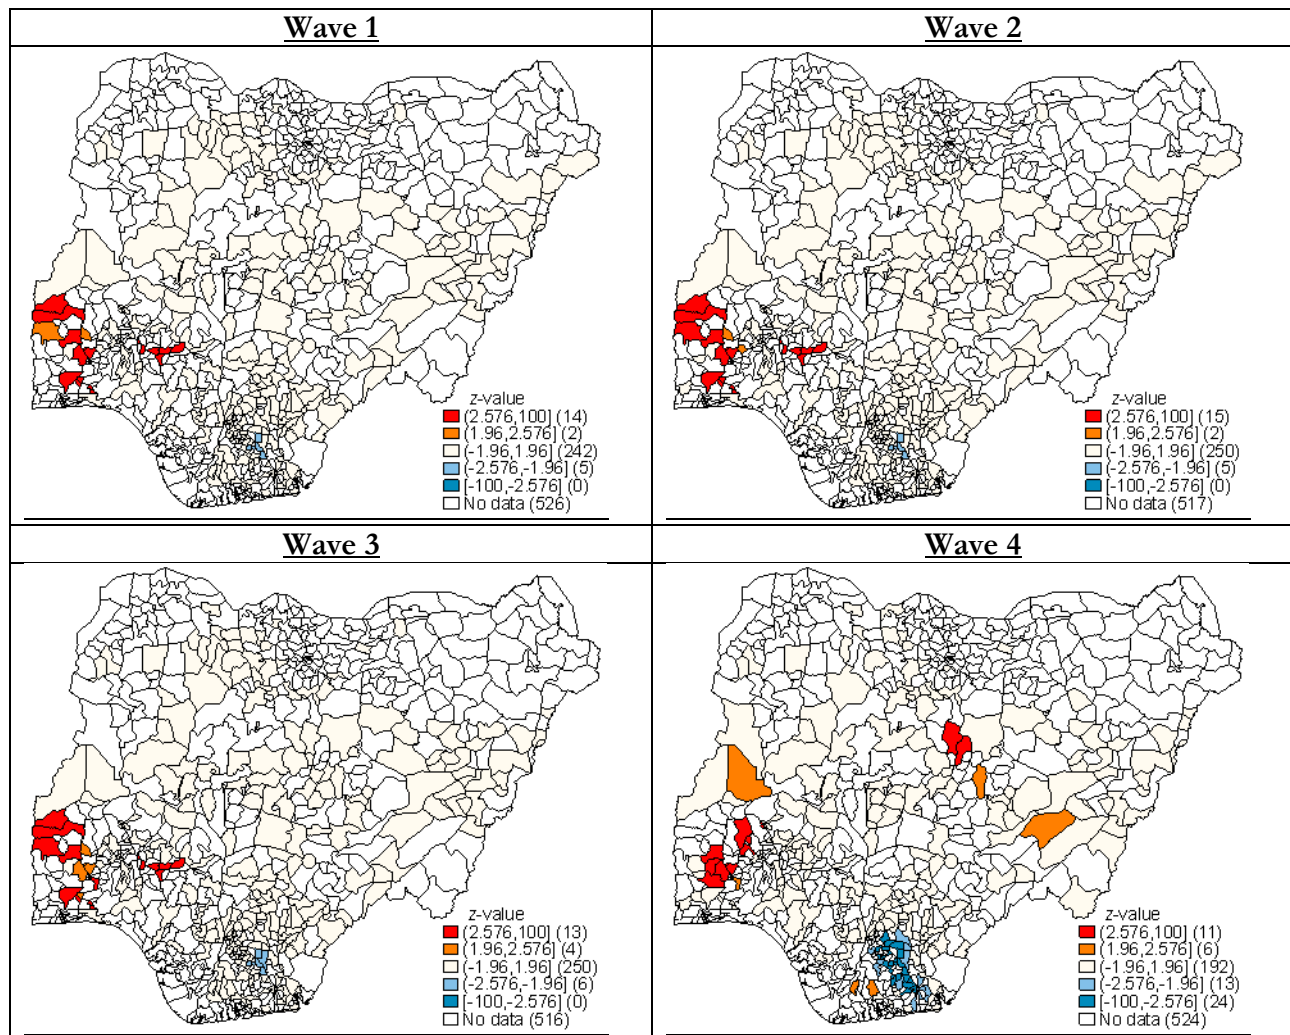 Wave 1
Wave 2
z-value
(2.576,100] (14)
(1.96,2.576] (2)
(-1.96,1.96] (242)
(-2.576,-1.96] (5)
[-100,-2.576] (0)
No data (526)
z-value
(2.576,100] (15)
(1.96,2.576] (2)
(-1.96,1.96] (250)
(-2.576,-1.96] (5)
[-100,-2.576] (0)
No data (517)
Wave 3
Wave 4
z-value
(2.576,100] (13)
(1.96,2.576] (4)
(-1.96,1.96] (250)
(-2.576,-1.96] (6)
[-100,-2.576] (0)
No data (516)
z-value
(2.576,100] (11)
(1.96,2.576] (6)
(-1.96,1.96] (192)
(-2.576,-1.96] (13)
[-100,-2.576] (24)
No data (524)